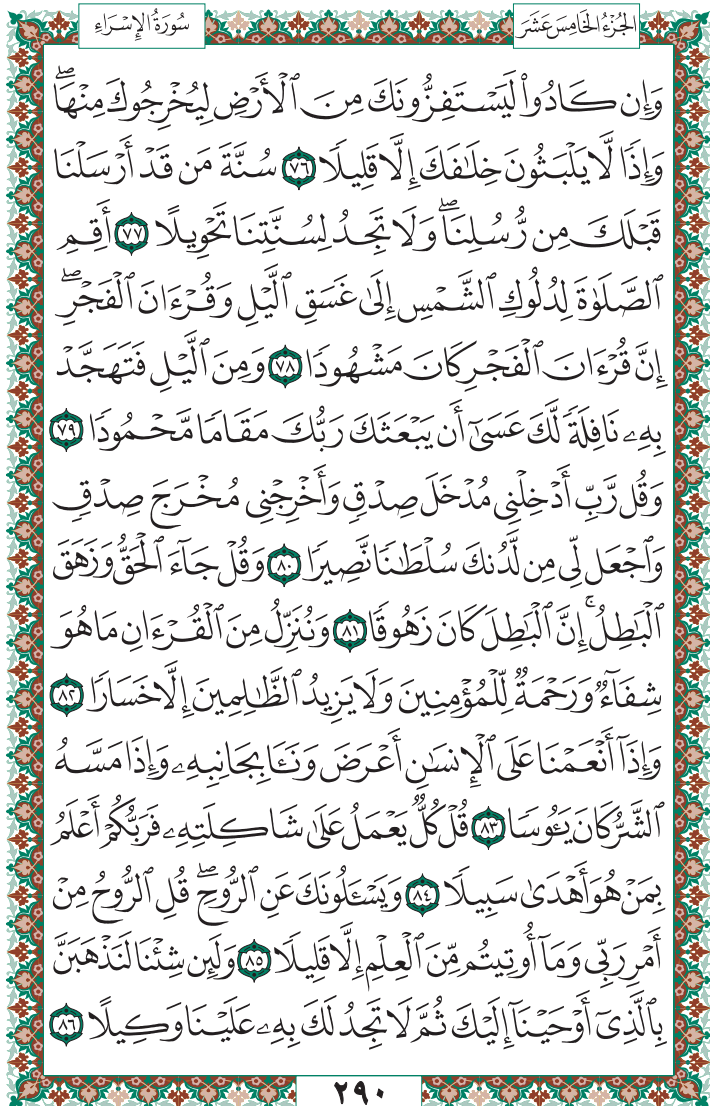 الجُزْءُ الخَامِسَ عَشَرَ
سُورَةُ الإِسْرَاءِ
وَإِن كَادُوا۟ لَيَسْتَفِزُّونَكَ مِنَ ٱلْأَرْضِ لِيُخْرِجُوكَ مِنْهَا ۖ
وَإِذًا لَّا يَلْبَثُونَ خِلَـٰفَكَ إِلَّا قَلِيلًا ٧٦ سُنَّةَ مَن قَدْ أَرْسَلْنَا
قَبْلَكَ مِن رُّسُلِنَا ۖ وَلَا تَجِدُ لِسُنَّتِنَا تَحْوِيلًا ٧٧ أَقِمِ
ٱلصَّلَوٰةَ لِدُلُوكِ ٱلشَّمْسِ إِلَىٰ غَسَقِ ٱلَّيْلِ وَقُرْءَانَ ٱلْفَجْرِ ۖ
إِنَّ قُرْءَانَ ٱلْفَجْرِ كَانَ مَشْهُودًا ٧٨ وَمِنَ ٱلَّيْلِ فَتَهَجَّدْ
بِهِۦ نَافِلَةً لَّكَ عَسَىٰٓ أَن يَبْعَثَكَ رَبُّكَ مَقَامًا مَّحْمُودًا ٧٩
وَقُل رَّبِّ أَدْخِلْنِى مُدْخَلَ صِدْقٍ وَأَخْرِجْنِى مُخْرَجَ صِدْقٍ
وَٱجْعَل لِّى مِن لَّدُنكَ سُلْطَـٰنًا نَّصِيرًا ٨٠ وَقُلْ جَآءَ ٱلْحَقُّ وَزَهَقَ
ٱلْبَـٰطِلُ ۚ إِنَّ ٱلْبَـٰطِلَ كَانَ زَهُوقًا ٨١ وَنُنَزِّلُ مِنَ ٱلْقُرْءَانِ مَا هُوَ
شِفَآءٌ وَرَحْمَةٌ لِّلْمُؤْمِنِينَ وَلَا يَزِيدُ ٱلظَّـٰلِمِينَ إِلَّا خَسَارًا ٨٢
وَإِذَآ أَنْعَمْنَا عَلَى ٱلْإِنسَـٰنِ أَعْرَضَ وَنَـَٔا بِجَانِبِهِۦ وَإِذَا مَسَّهُ
ٱلشَّرُّ كَانَ يَـُٔوسًا ٨٣ قُلْ كُلٌّ يَعْمَلُ عَلَىٰ شَاكِلَتِهِۦ فَرَبُّكُمْ أَعْلَمُ
بِمَنْ هُوَ أَهْدَىٰ سَبِيلًا ٨٤ وَيَسْـَٔلُونَكَ عَنِ ٱلرُّوحِ ۖ قُلِ ٱلرُّوحُ مِنْ
أَمْرِ رَبِّى وَمَآ أُوتِيتُم مِّنَ ٱلْعِلْمِ إِلَّا قَلِيلًا ٨٥ وَلَئِن شِئْنَا لَنَذْهَبَنَّ
بِٱلَّذِىٓ أَوْحَيْنَآ إِلَيْكَ ثُمَّ لَا تَجِدُ لَكَ بِهِۦ عَلَيْنَا وَكِيلًا ٨٦
٢٩٠